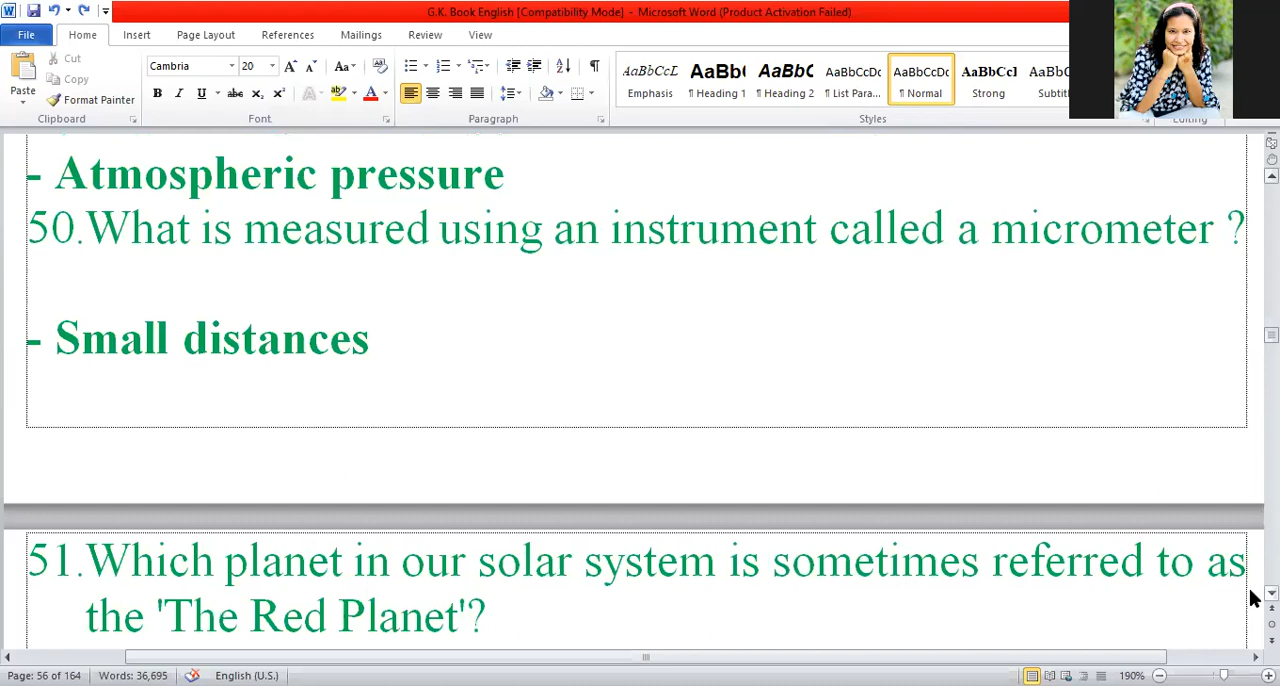 G.K. Book English [Compatibility Mode] - Microsoft Word (Product Activation Failed)
File Home Insert Page Layout References Mailings Review View
Paste
Cut
Copy
Format Painter
Clipboard
Cambria 20
Font
Paragraph
AaBbCcL AaBbC AaBbC AaBbCcDc AaBbCcDc AaBbCcI AaBb
Emphasis ¶ Heading 1 ¶ Heading 2 ¶ List Para... ¶ Normal Strong Subti
Styles
Editing
- Atmospheric pressure
50.What is measured using an instrument called a micrometer ?
- Small distances
51.Which planet in our solar system is sometimes referred to as
the 'The Red Planet'?
Page: 56 of 164 Words: 36,695 English (U.S.) 190%